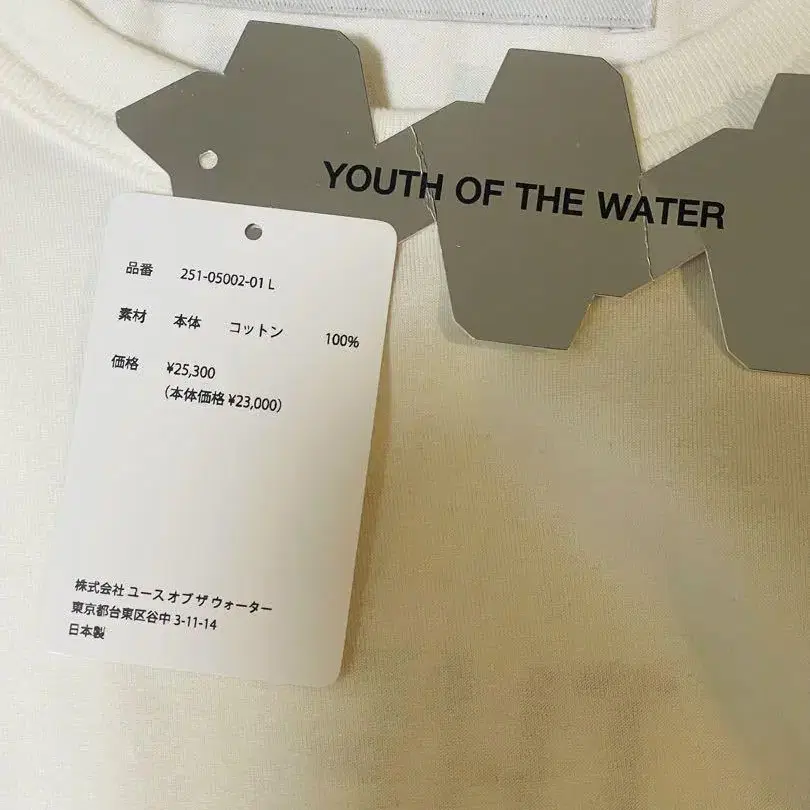 YOUTH OF THE WATER
品番 251-05002-01 L
素材 本体 コットン 100%
価格 ¥25,300
（本体価格 ¥23,000）
株式会社 ユース オブ ザ ウォーター
東京都台東区谷中 3-11-14
日本製